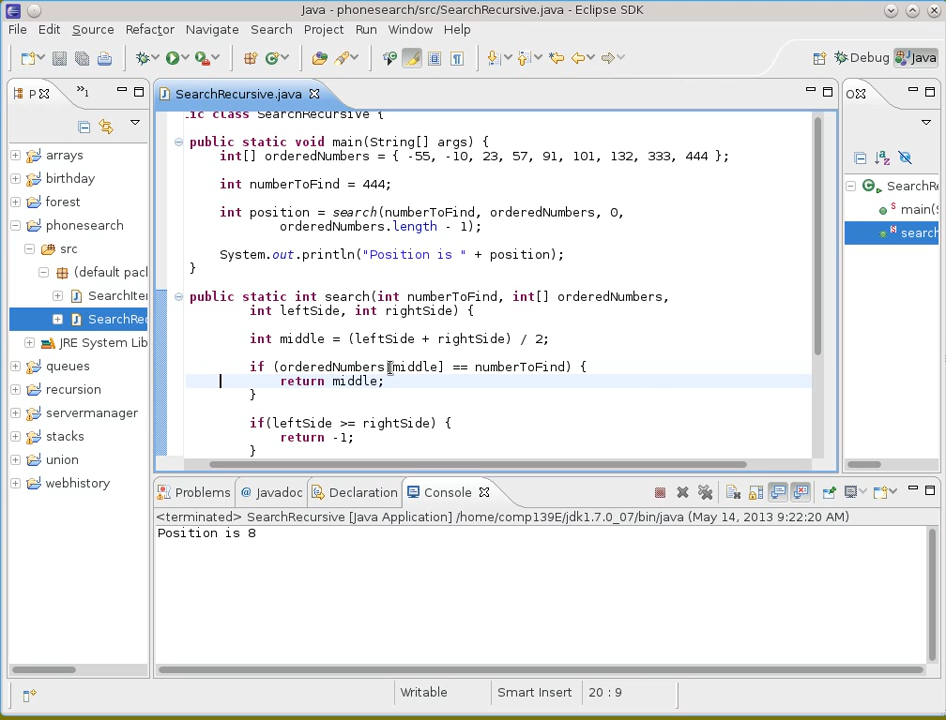 Java - phonesearch/src/SearchRecursive.java - Eclipse SDK
File Edit Source Refactor Navigate Search Project Run Window Help
Debug Java
P »1
SearchRecursive.java
O
arrays
birthday
forest
phonesearch
src
(default pac
SearchIter
SearchRec
JRE System Lib
queues
recursion
servermanager
stacks
union
webhistory
ic class SearchRecursive {
public static void main(String[] args) {
int[] orderedNumbers = { -55, -10, 23, 57, 91, 101, 132, 333, 444 };
int numberToFind = 444;
int position = search(numberToFind, orderedNumbers, 0,
orderedNumbers.length - 1);
System.out.println("Position is " + position);
}
public static int search(int numberToFind, int[] orderedNumbers,
int leftSide, int rightSide) {
int middle = (leftSide + rightSide) / 2;
if (orderedNumbers[middle] == numberToFind) {
return middle;
}
if(leftSide >= rightSide) {
return -1;
}
SearchR
main(
search
Problems @ Javadoc Declaration Console
<terminated> SearchRecursive [Java Application] /home/comp139E/jdk1.7.0_07/bin/java (May 14, 2013 9:22:20 AM)
Position is 8
Writable Smart Insert 20 : 9